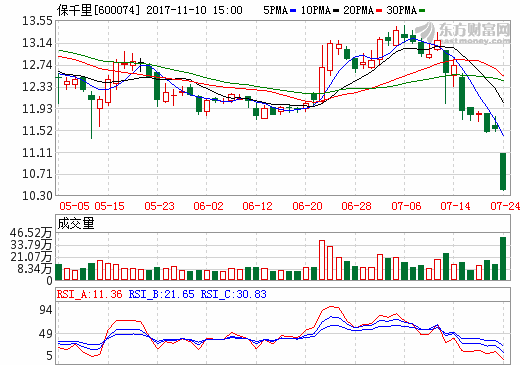 保千里[600074] 2017-11-10 15:00 5PMA 10PMA 20PMA 30PMA
东方财富网
eastmoney.com
13.55
13.14
12.74
12.33
11.93
11.52
11.11
10.71
10.30
05-05 05-15 05-23 06-02 06-12 06-20 06-28 07-06 07-14 07-24
成交量
46.52万
33.79万
21.07万
8.34万
0
RSI_A:11.36 RSI_B:21.65 RSI_C:30.83
94
49
5